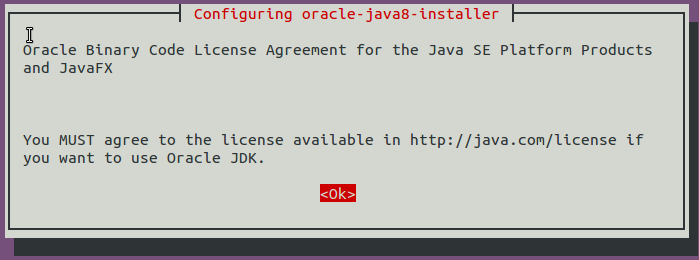 Configuring oracle-java8-installer
Oracle Binary Code License Agreement for the Java SE Platform Products
and JavaFX
You MUST agree to the license available in http://java.com/license if
you want to use Oracle JDK.
<Ok>